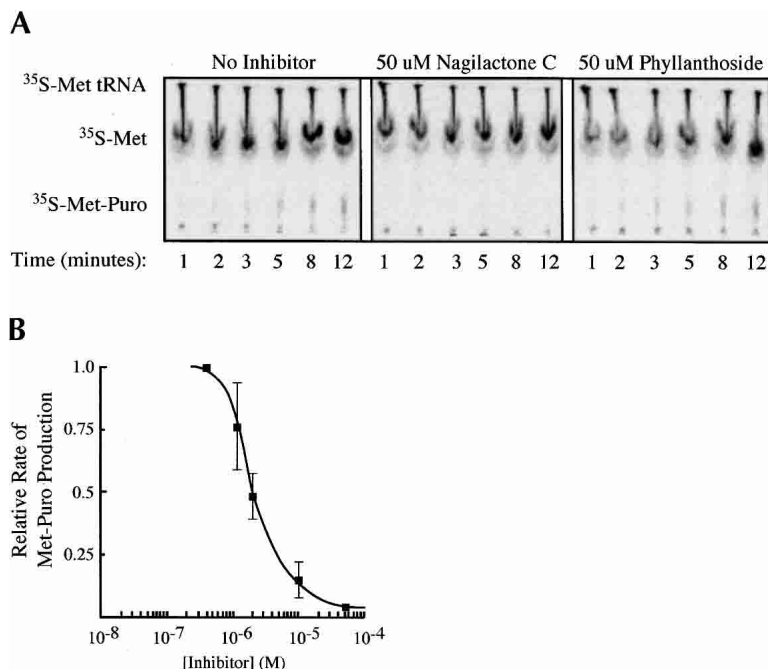 A
No Inhibitor 50 uM Nagilactone C 50 uM Phyllanthoside
35S-Met tRNA
35S-Met
35S-Met-Puro
Time (minutes): 1 2 3 5 8 12 1 2 3 5 8 12 1 2 3 5 8 12
B
Relative Rate of
Met-Puro Production
1.0
0.75
0.5
0.25
10-8 10-7 10-6 10-5 10-4
[Inhibitor] (M)